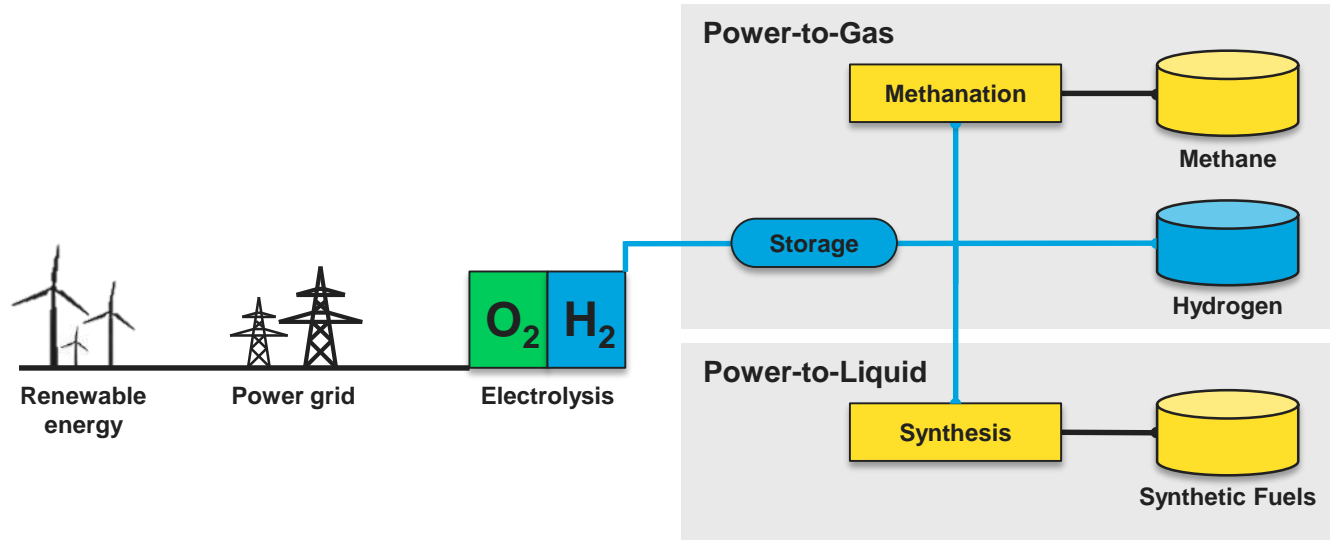 Power-to-Gas
Methanation
Methane
Storage
Hydrogen
O₂ H₂
Renewable
energy
Power grid
Electrolysis
Power-to-Liquid
Synthesis
Synthetic Fuels